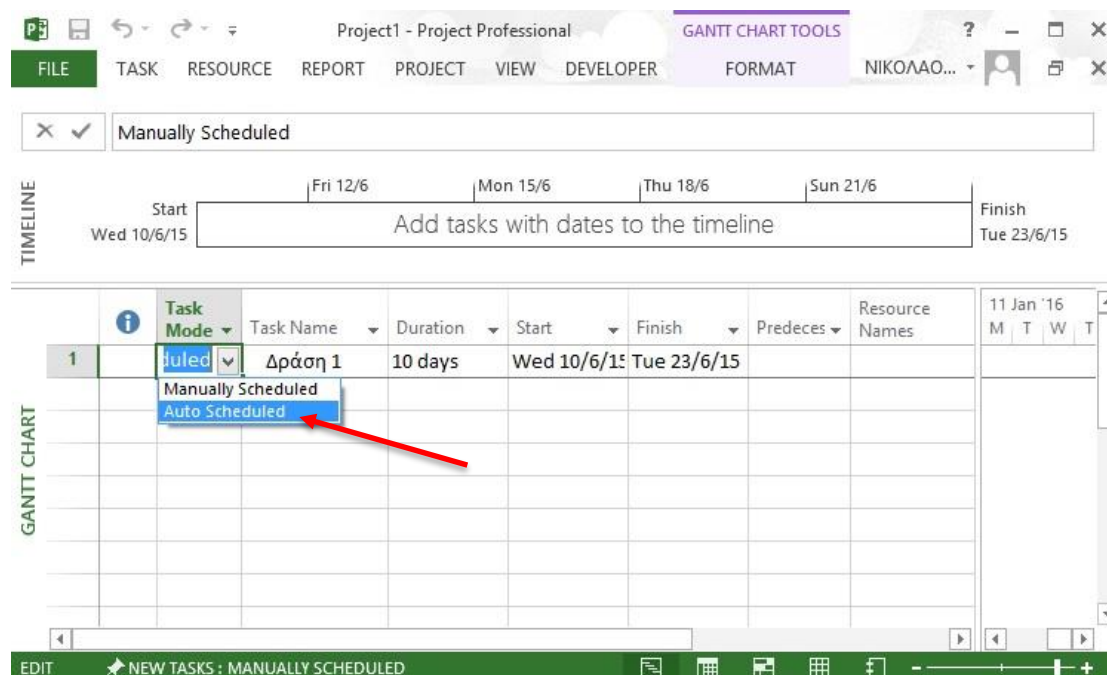 Project1 - Project Professional GANTT CHART TOOLS ?
FILE TASK RESOURCE REPORT PROJECT VIEW DEVELOPER FORMAT ΝΙΚΟΛΑΟ...
Manually Scheduled
TIMELINE
Fri 12/6 Mon 15/6 Thu 18/6 Sun 21/6
Start
Wed 10/6/15
Add tasks with dates to the timeline
Finish
Tue 23/6/15
GANTT CHART
Task Mode Task Name Duration Start Finish Predeces Resource Names
11 Jan '16
M T W T
1 duled Δράση 1 10 days Wed 10/6/15 Tue 23/6/15
Manually Scheduled
Auto Scheduled
EDIT NEW TASKS : MANUALLY SCHEDULED